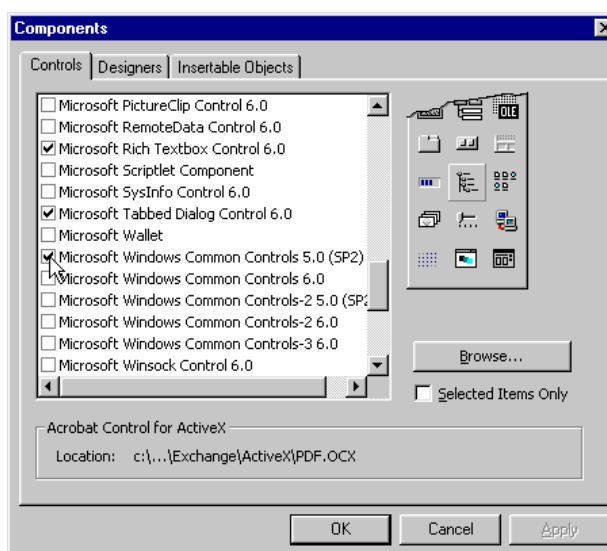 Components
Controls Designers Insertable Objects
Microsoft PictureClip Control 6.0
Microsoft RemoteData Control 6.0
Microsoft Rich Textbox Control 6.0
Microsoft Scriptlet Component
Microsoft SysInfo Control 6.0
Microsoft Tabbed Dialog Control 6.0
Microsoft Wallet
Microsoft Windows Common Controls 5.0 (SP2)
Microsoft Windows Common Controls 6.0
Microsoft Windows Common Controls-2 5.0 (SP2
Microsoft Windows Common Controls-2 6.0
Microsoft Windows Common Controls-3 6.0
Microsoft Winsock Control 6.0
OLE
Browse...
Selected Items Only
Acrobat Control for ActiveX
Location: c:\...\Exchange\ActiveX\PDF.OCX
OK Cancel Apply